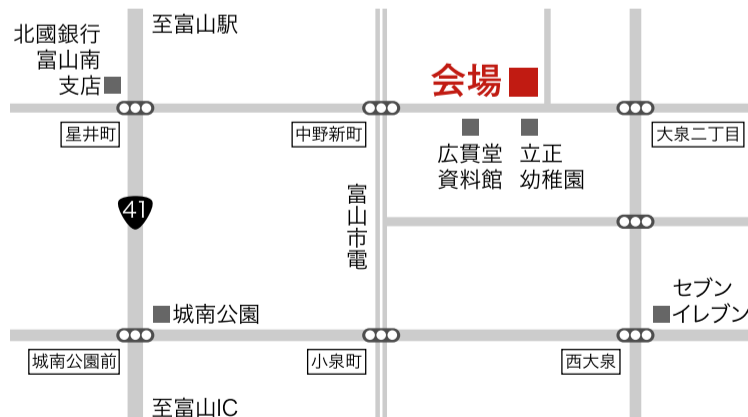 至富山駅
北國銀行
富山南
支店
会場
星井町
中野新町
大泉二丁目
広貫堂
資料館
立正
幼稚園
41
富山市電
城南公園
セブン
イレブン
城南公園前
小泉町
西大泉
至富山IC